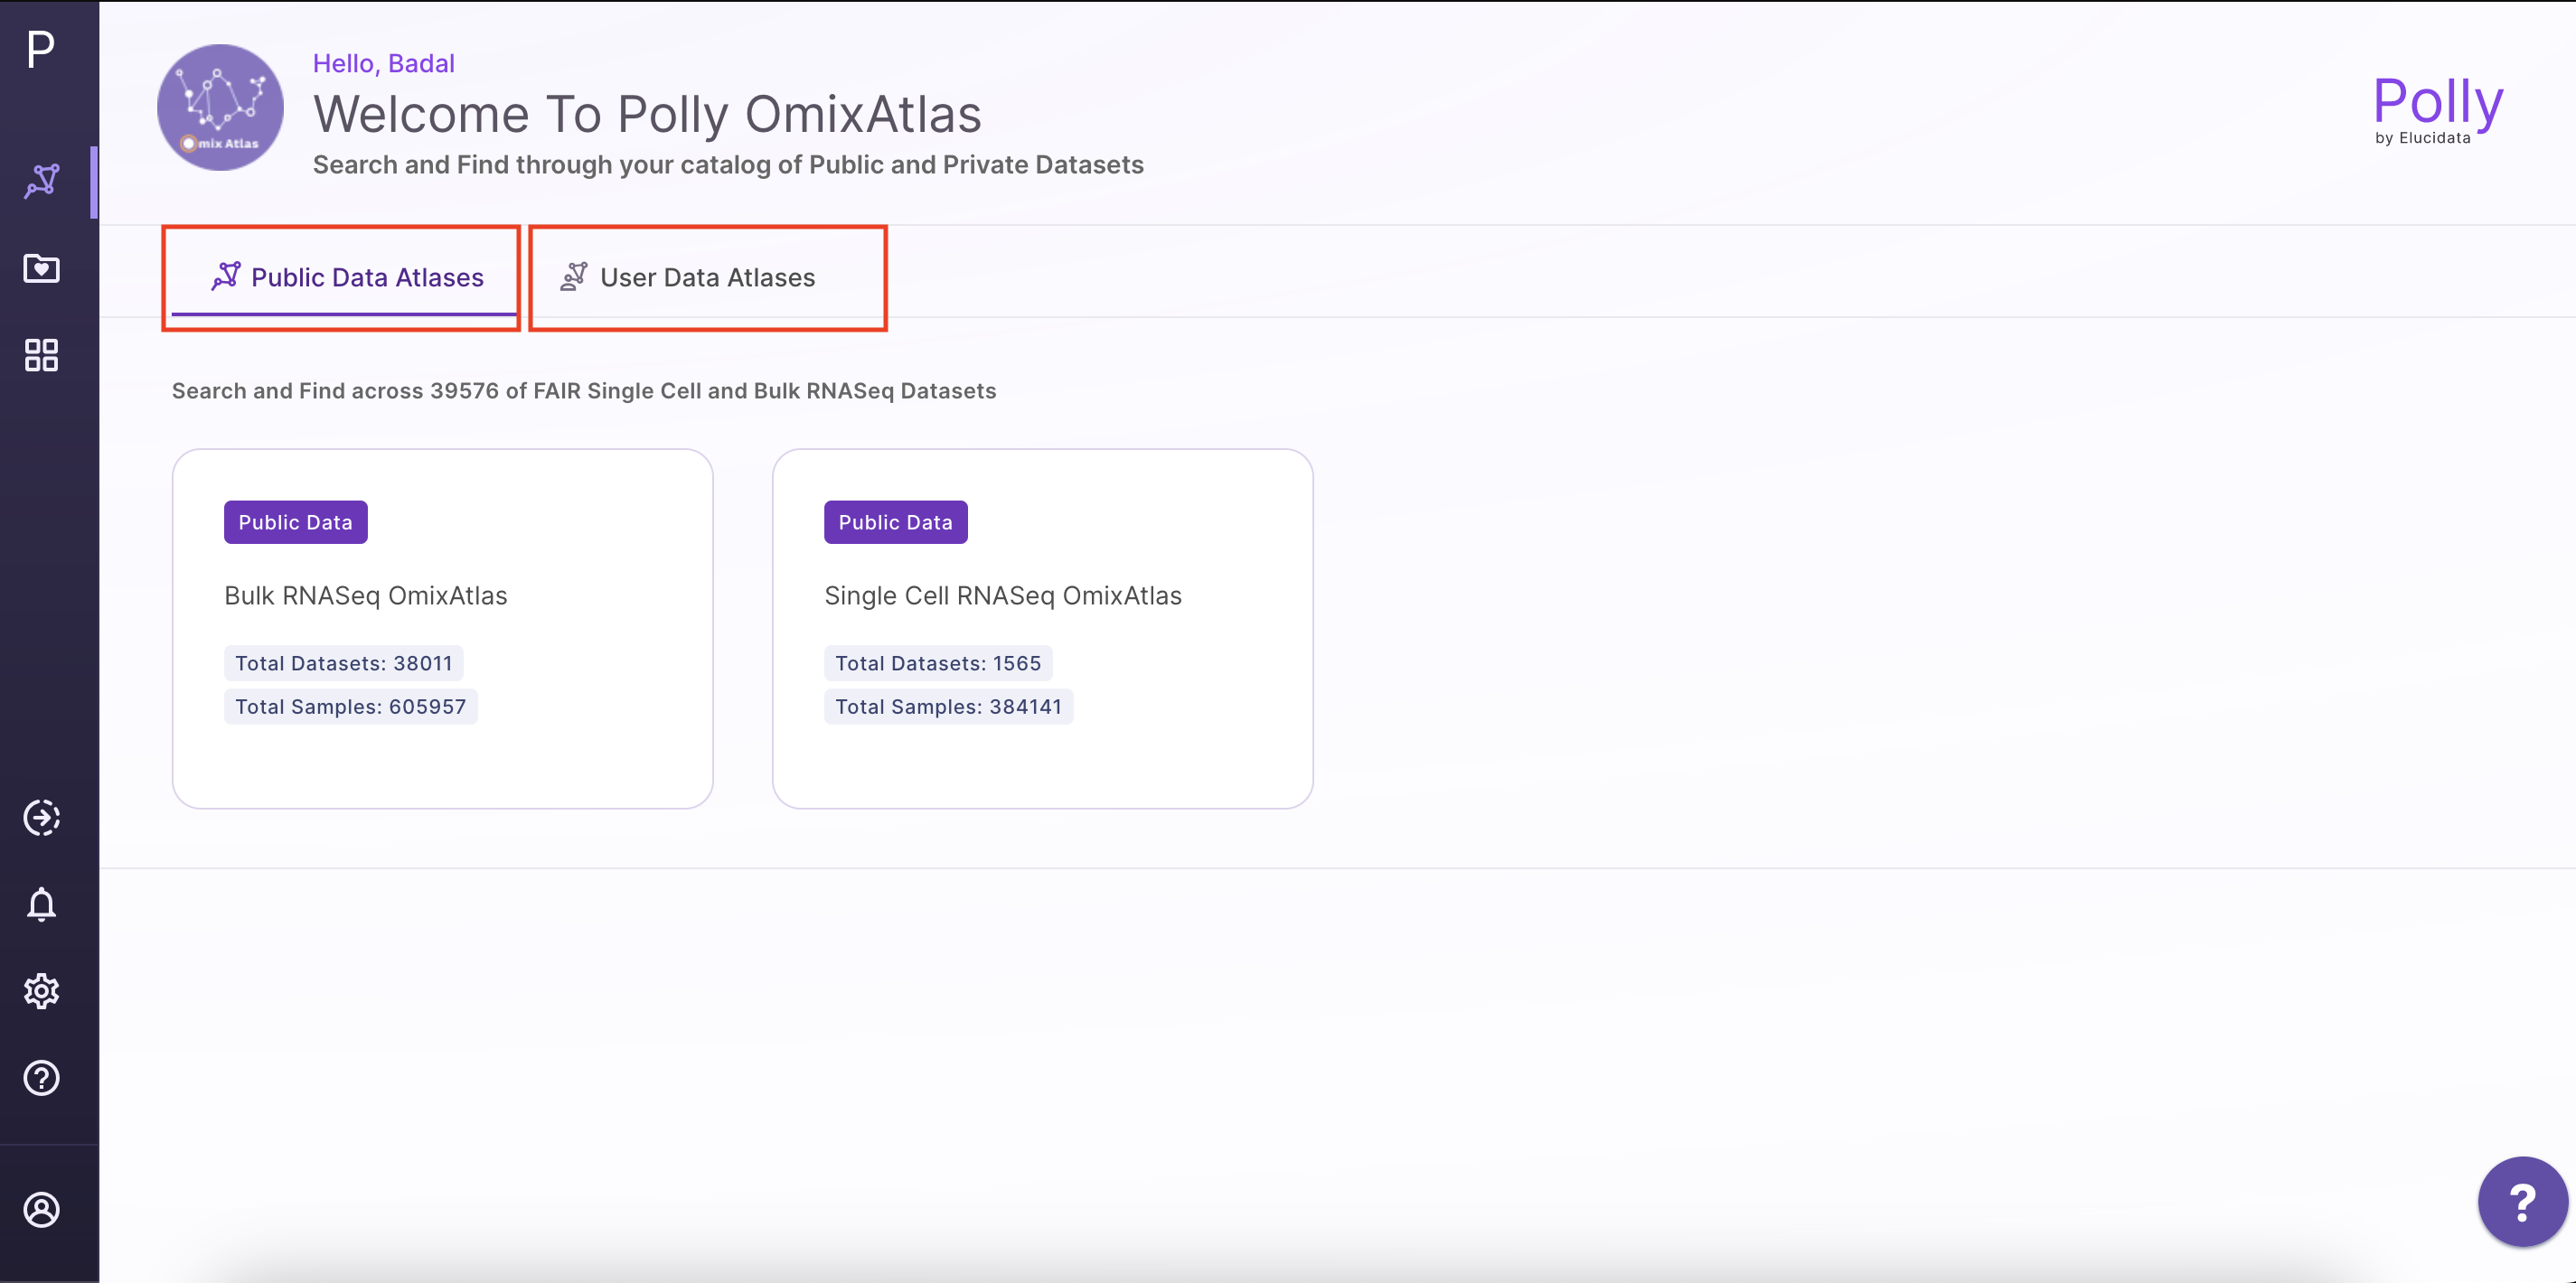 P
mix Atlas
Hello, Badal
Welcome To Polly OmixAtlas
Search and Find through your catalog of Public and Private Datasets
Polly
by Elucidata
Public Data Atlases
User Data Atlases
Search and Find across 39576 of FAIR Single Cell and Bulk RNASeq Datasets
Public Data
Bulk RNASeq OmixAtlas
Total Datasets: 38011
Total Samples: 605957
Public Data
Single Cell RNASeq OmixAtlas
Total Datasets: 1565
Total Samples: 384141
?
?